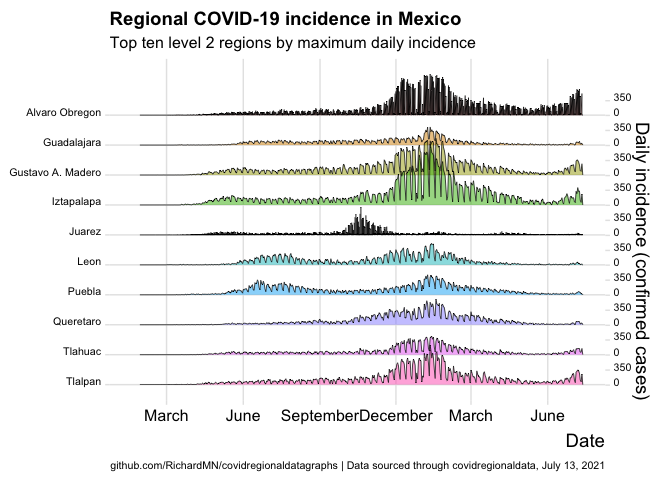 Regional COVID-19 incidence in Mexico
Top ten level 2 regions by maximum daily incidence
Alvaro Obregon
350
0
Guadalajara
350
0
Gustavo A. Madero
350
0
Iztapalapa
350
0
Juarez
350
0
Leon
350
0
Puebla
350
0
Queretaro
350
0
Tlahuac
350
0
Tlalpan
350
0
Daily incidence (confirmed cases)
March June September December March June
Date
github.com/RichardMN/covidregionaldatagraphs | Data sourced through covidregionaldata, July 13, 2021